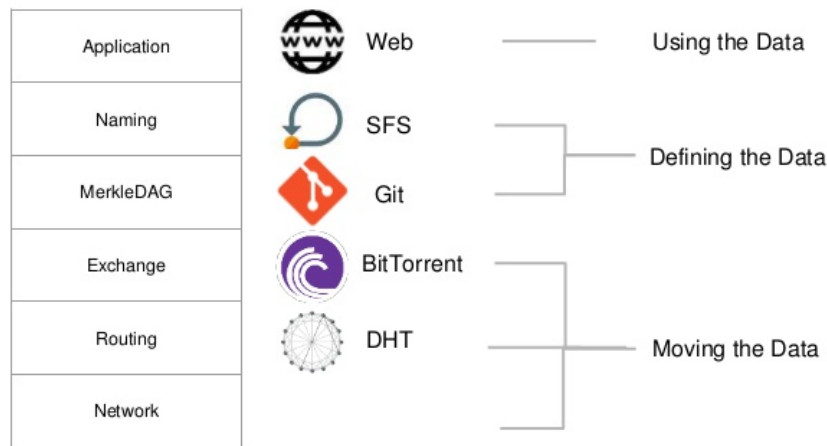 Application
WWW
Web
Using the Data
Naming
SFS
Defining the Data
MerkleDAG
Git
Exchange
BitTorrent
Routing
DHT
Moving the Data
Network